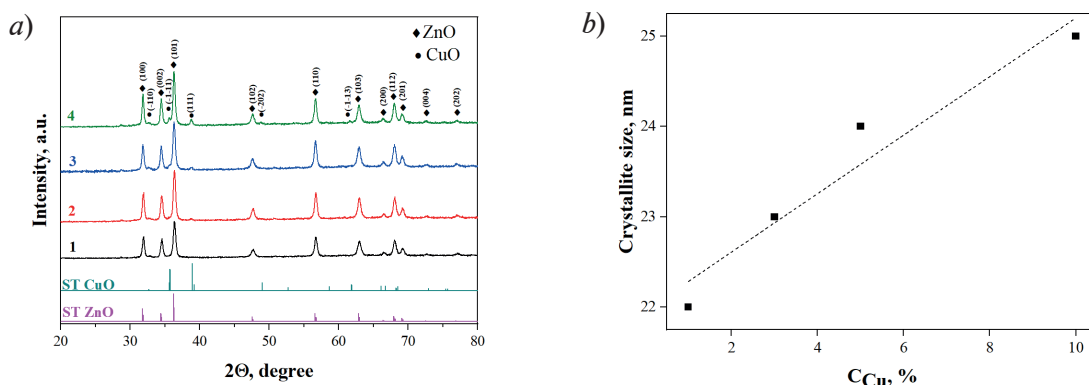 a)
ZnO
CuO
(100)
(-110)
(002)
(-1-11)
(101)
(111)
(102)
(-202)
(110)
(-1-13)
(103)
(200)
(112)
(201)
(004)
(202)
4
3
2
1
ST CuO
ST ZnO
Intensity, a.u.
20 30 40 50 60 70 80
2Θ, degree
b)
25
24
23
22
Crystallite size, nm
2 4 6 8 10
C_Cu, %